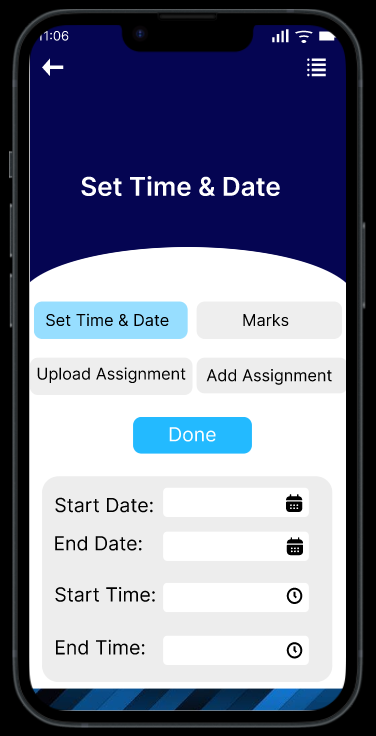 11:06
Set Time & Date
Set Time & Date
Marks
Upload Assignment
Add Assignment
Done
Start Date:
End Date:
Start Time:
End Time: